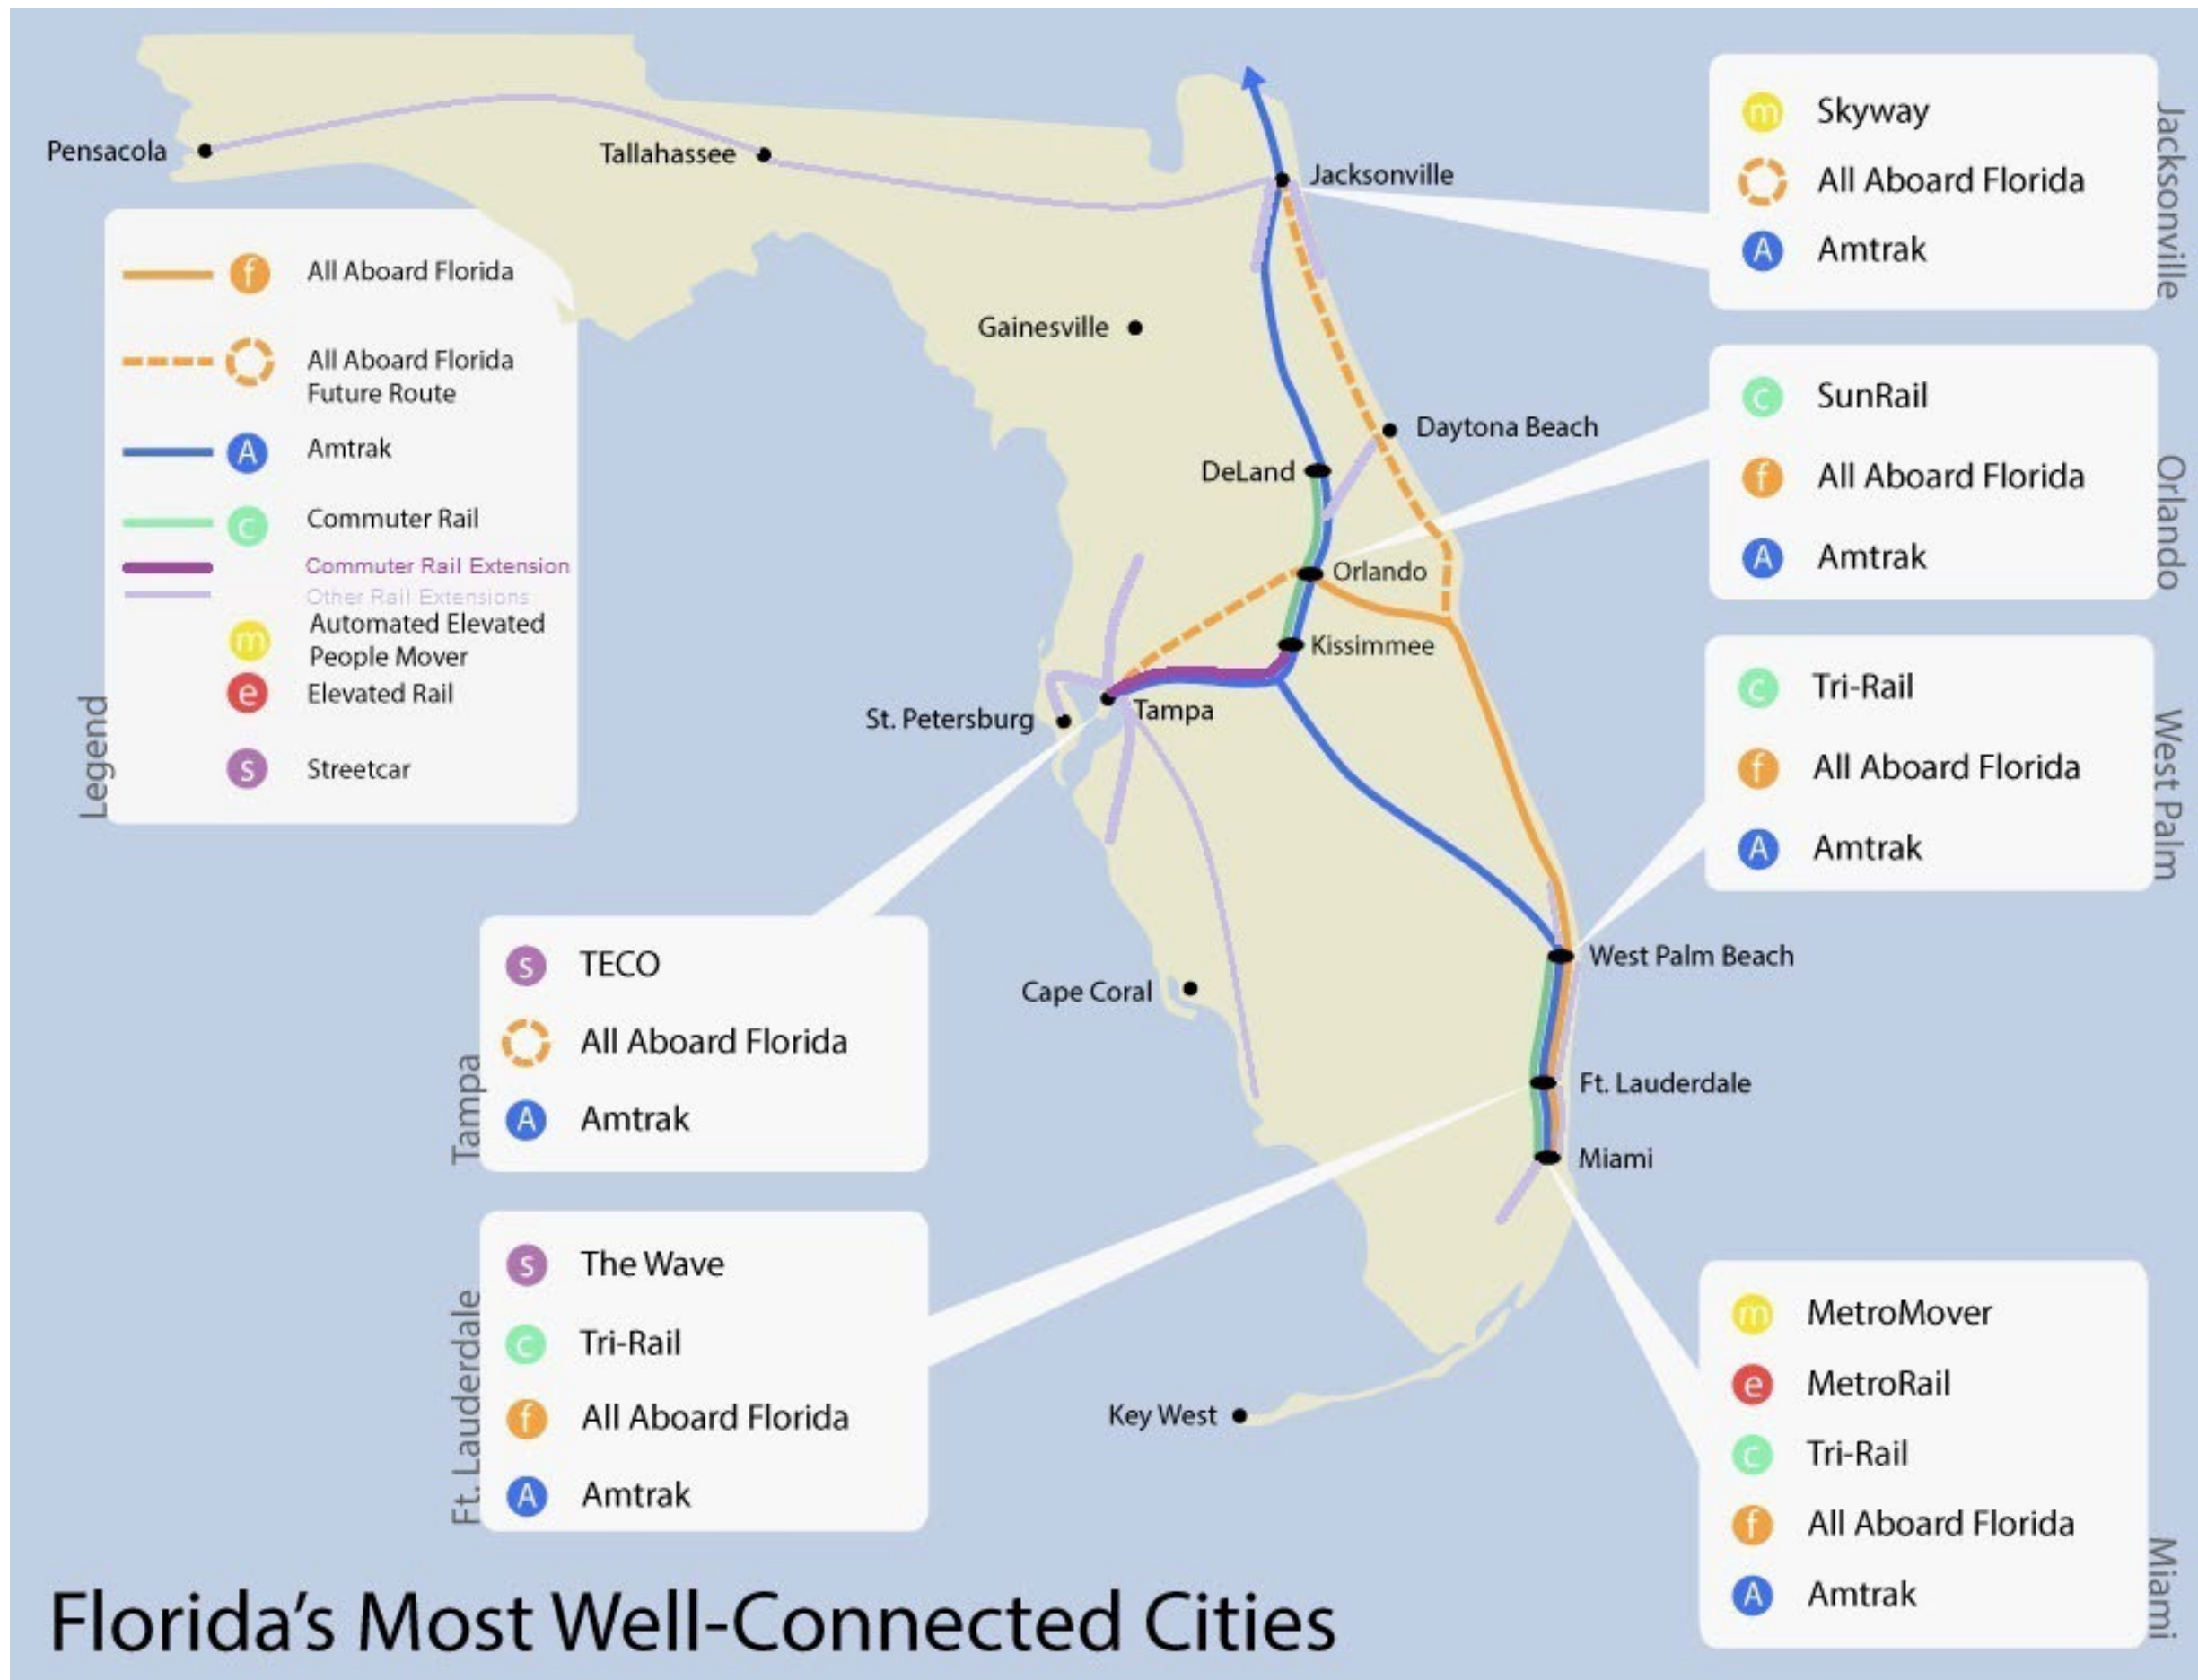 Pensacola
Tallahassee
Jacksonville
Gainesville
Daytona Beach
DeLand
Orlando
Kissimmee
Tampa
St. Petersburg
West Palm Beach
Cape Coral
Ft. Lauderdale
Miami
Key West
Legend
f All Aboard Florida
All Aboard Florida
Future Route
A Amtrak
c Commuter Rail
Commuter Rail Extension
Other Rail Extensions
m Automated Elevated
People Mover
e Elevated Rail
s Streetcar
Jacksonville
m Skyway
All Aboard Florida
A Amtrak
Orlando
c SunRail
f All Aboard Florida
A Amtrak
West Palm
c Tri-Rail
f All Aboard Florida
A Amtrak
Tampa
s TECO
All Aboard Florida
A Amtrak
Ft. Lauderdale
s The Wave
c Tri-Rail
f All Aboard Florida
A Amtrak
Miami
m MetroMover
e MetroRail
c Tri-Rail
f All Aboard Florida
A Amtrak
Florida's Most Well-Connected Cities